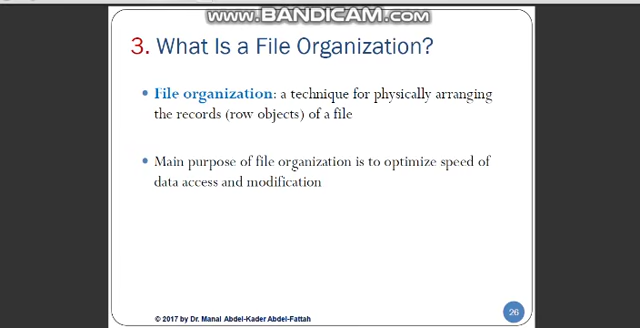 www.BANDICAM.com
3. What Is a File Organization?
• File organization: a technique for physically arranging
the records (row objects) of a file
• Main purpose of file organization is to optimize speed of
data access and modification
© 2017 by Dr. Manal Abdel-Kader Abdel-Fattah
26